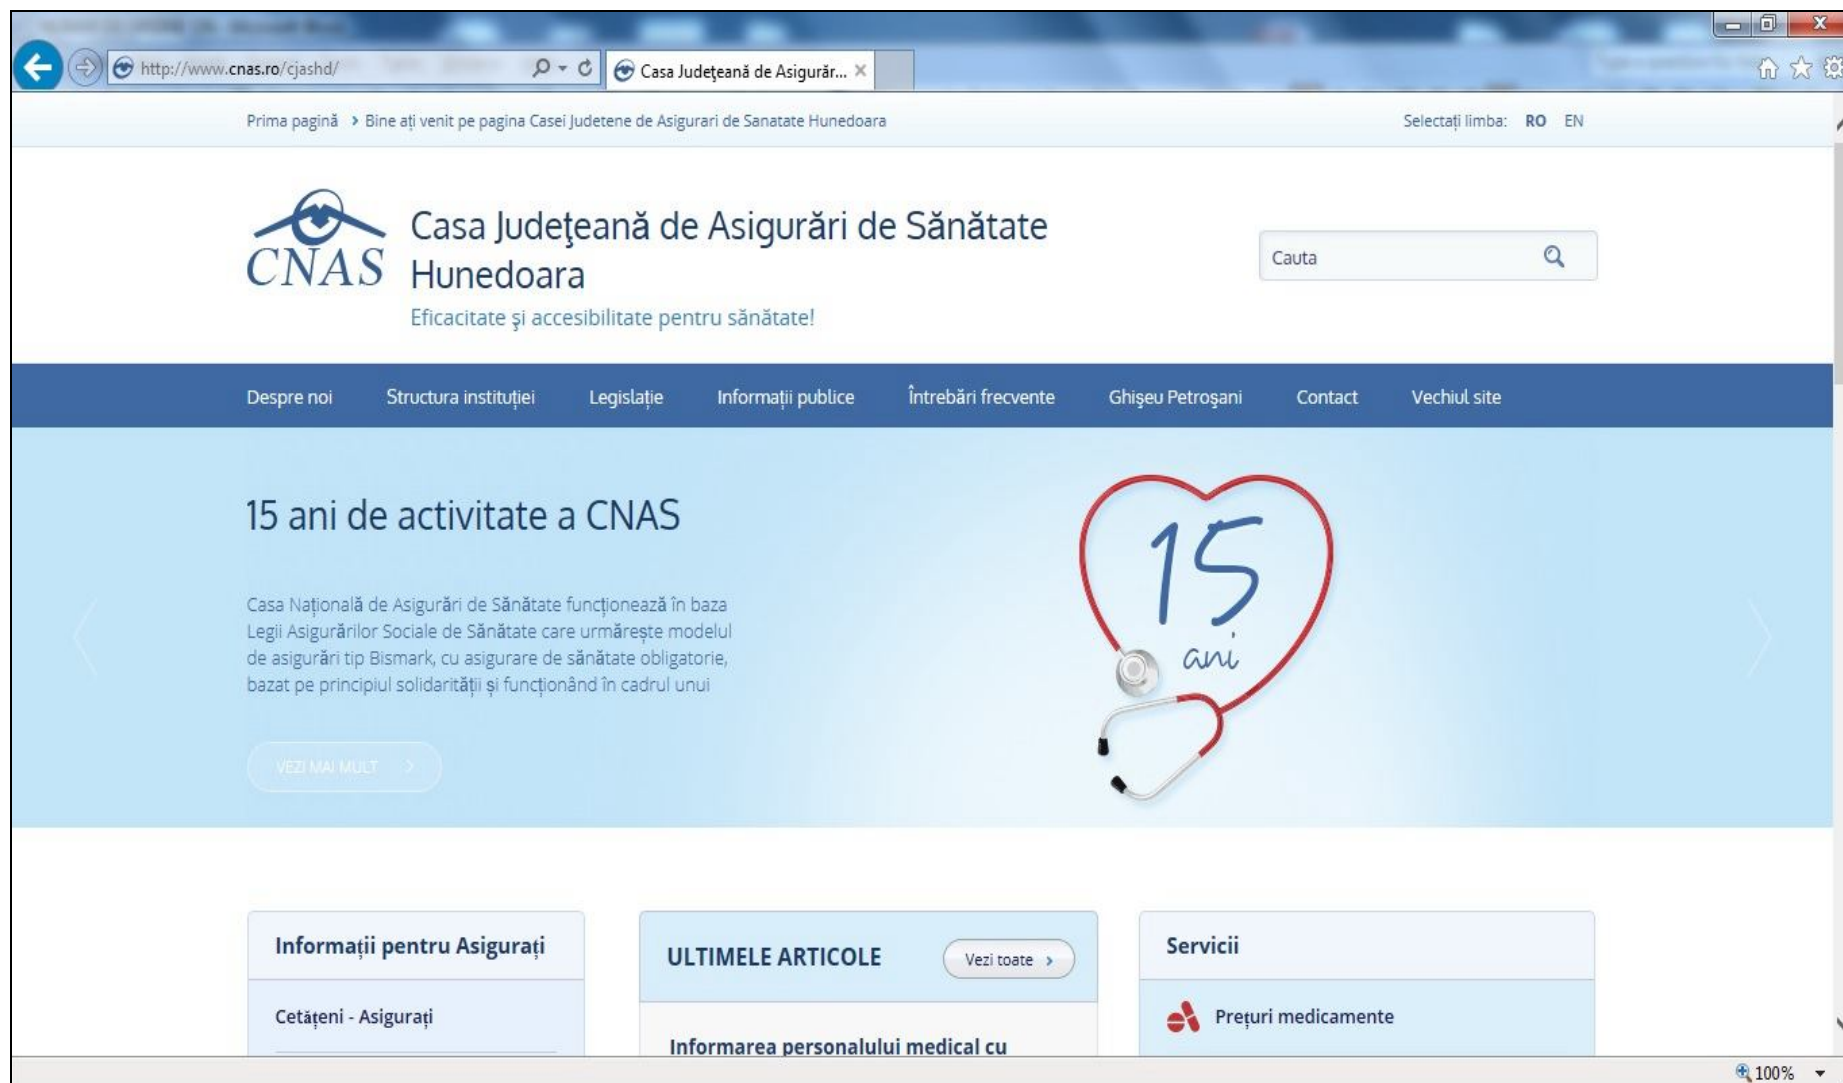 http://www.cnas.ro/cjashd/
Casa Județeană de Asigurăr...
Prima pagină > Bine ați venit pe pagina Casei Judetene de Asigurari de Sanatate Hunedoara
Selectați limba: RO EN
CNAS
Casa Judeţeană de Asigurări de Sănătate
Hunedoara
Eficacitate şi accesibilitate pentru sănătate!
Cauta
Despre noi Structura instituției Legislație Informații publice Întrebări frecvente Ghişeu Petroşani Contact Vechiul site
15 ani de activitate a CNAS
Casa Națională de Asigurări de Sănătate funcționează în baza
Legii Asigurărilor Sociale de Sănătate care urmărește modelul
de asigurări tip Bismark, cu asigurare de sănătate obligatorie,
bazat pe principiul solidarității și funcționând în cadrul unui
VEZI MAI MULT >
15
ani
Informații pentru Asigurați
Cetățeni - Asigurați
ULTIMELE ARTICOLE
Vezi toate >
Informarea personalului medical cu
Servicii
Prețuri medicamente
100%